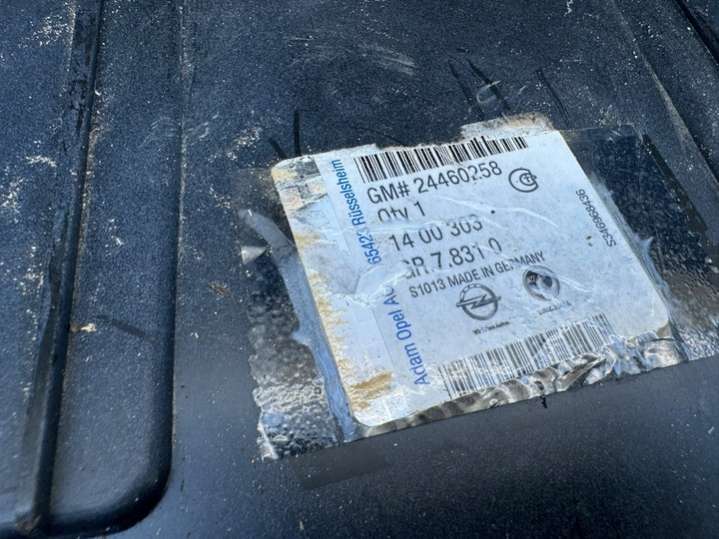 GM# 24460258
Qty 1
14 00 303
GR. 7.831 0
S1013 MADE IN GERMANY
Adam Opel AG
6542 Rüsselsheim